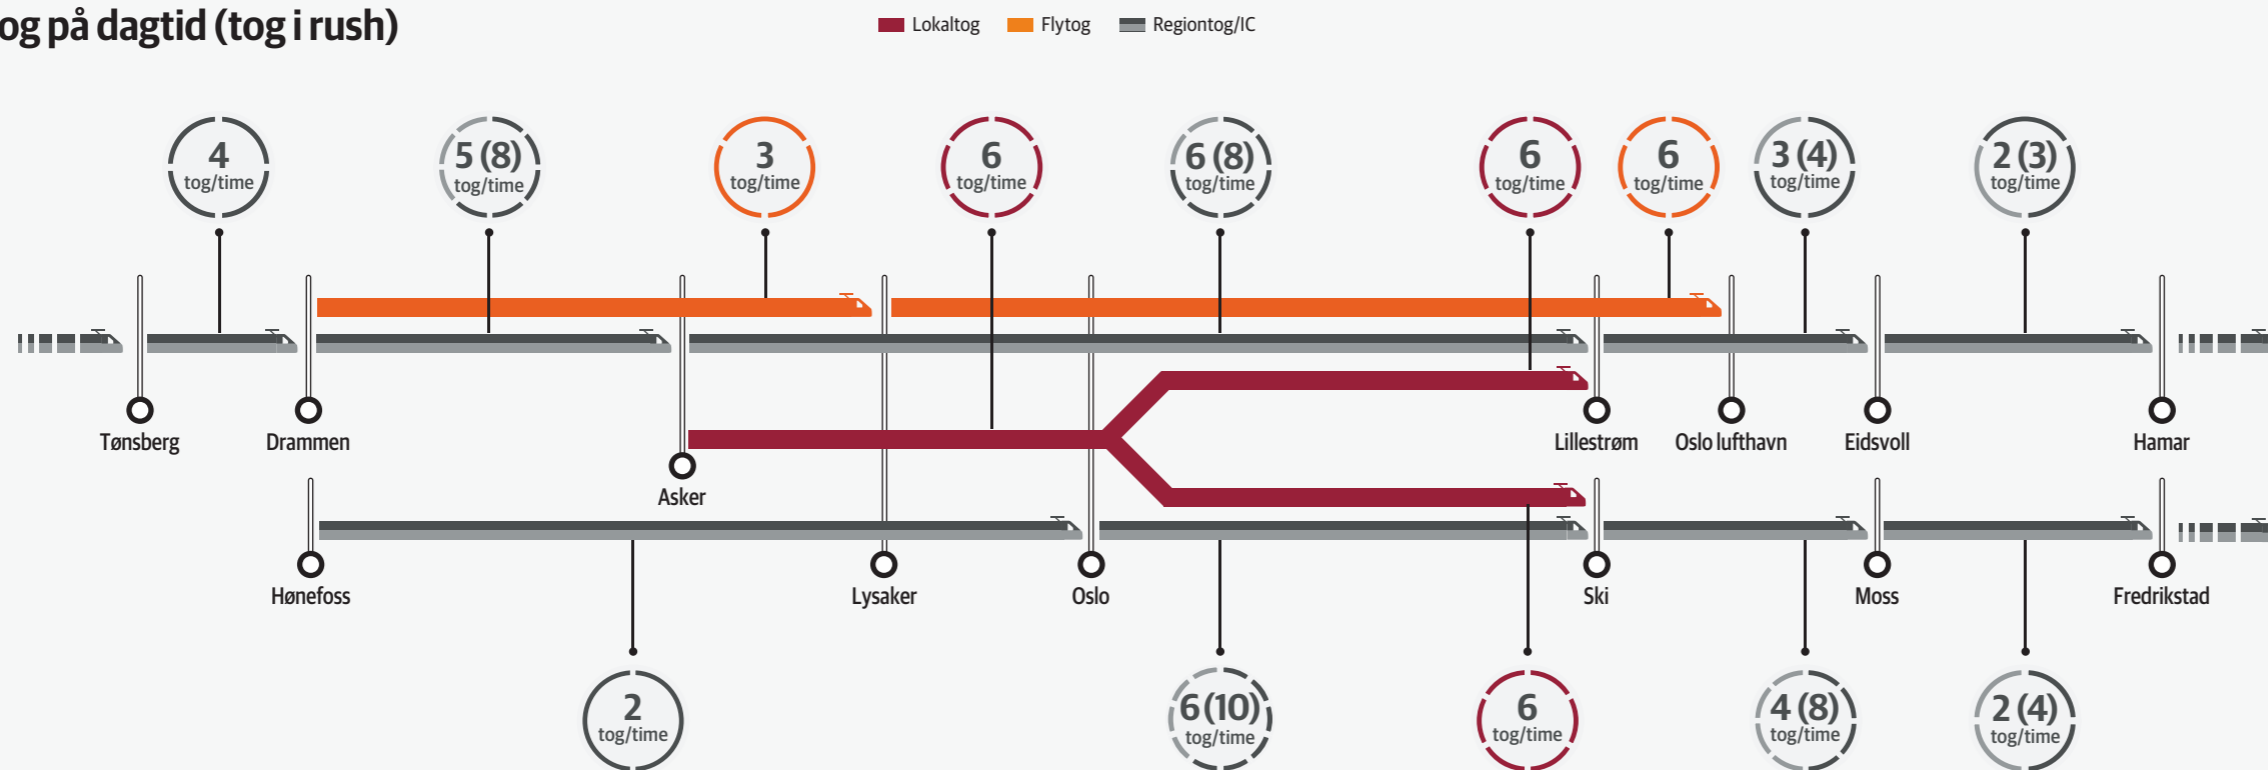 og på dagtid (tog i rush)
Lokaltog
Flytog
Regiontog/IC
4
tog/time
5 (8)
tog/time
3
tog/time
6
tog/time
6 (8)
tog/time
6
tog/time
6
tog/time
3 (4)
tog/time
2 (3)
tog/time
Tønsberg
Drammen
Lillestrøm
Oslo lufthavn
Eidsvoll
Hamar
Asker
Hønefoss
Lysaker
Oslo
Ski
Moss
Fredrikstad
2
tog/time
6 (10)
tog/time
6
tog/time
4 (8)
tog/time
2 (4)
tog/time